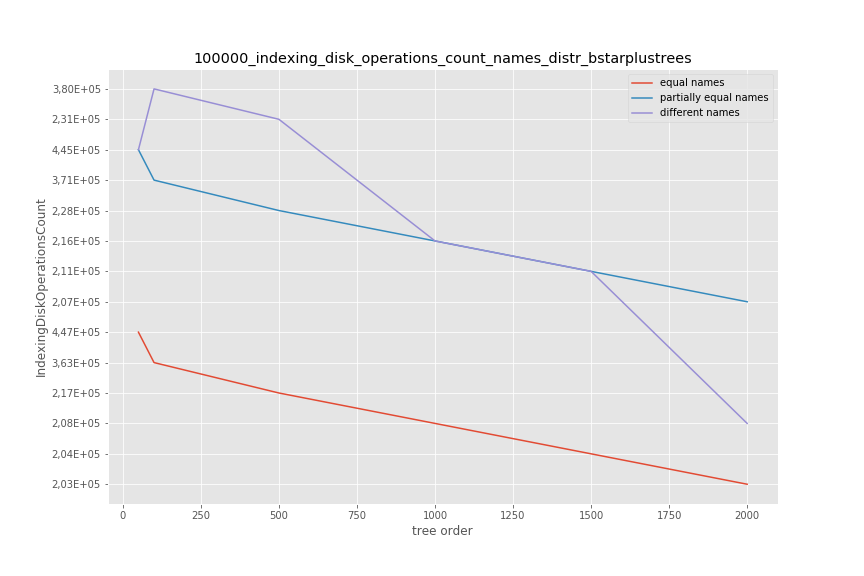 100000_indexing_disk_operations_count_names_distr_bstarplustrees
equal names
partially equal names
different names
3,80E+05
2,31E+05
4,45E+05
3,71E+05
2,28E+05
2,16E+05
2,11E+05
2,07E+05
4,47E+05
3,63E+05
2,17E+05
2,08E+05
2,04E+05
2,03E+05
IndexingDiskOperationsCount
0 250 500 750 1000 1250 1500 1750 2000
tree order